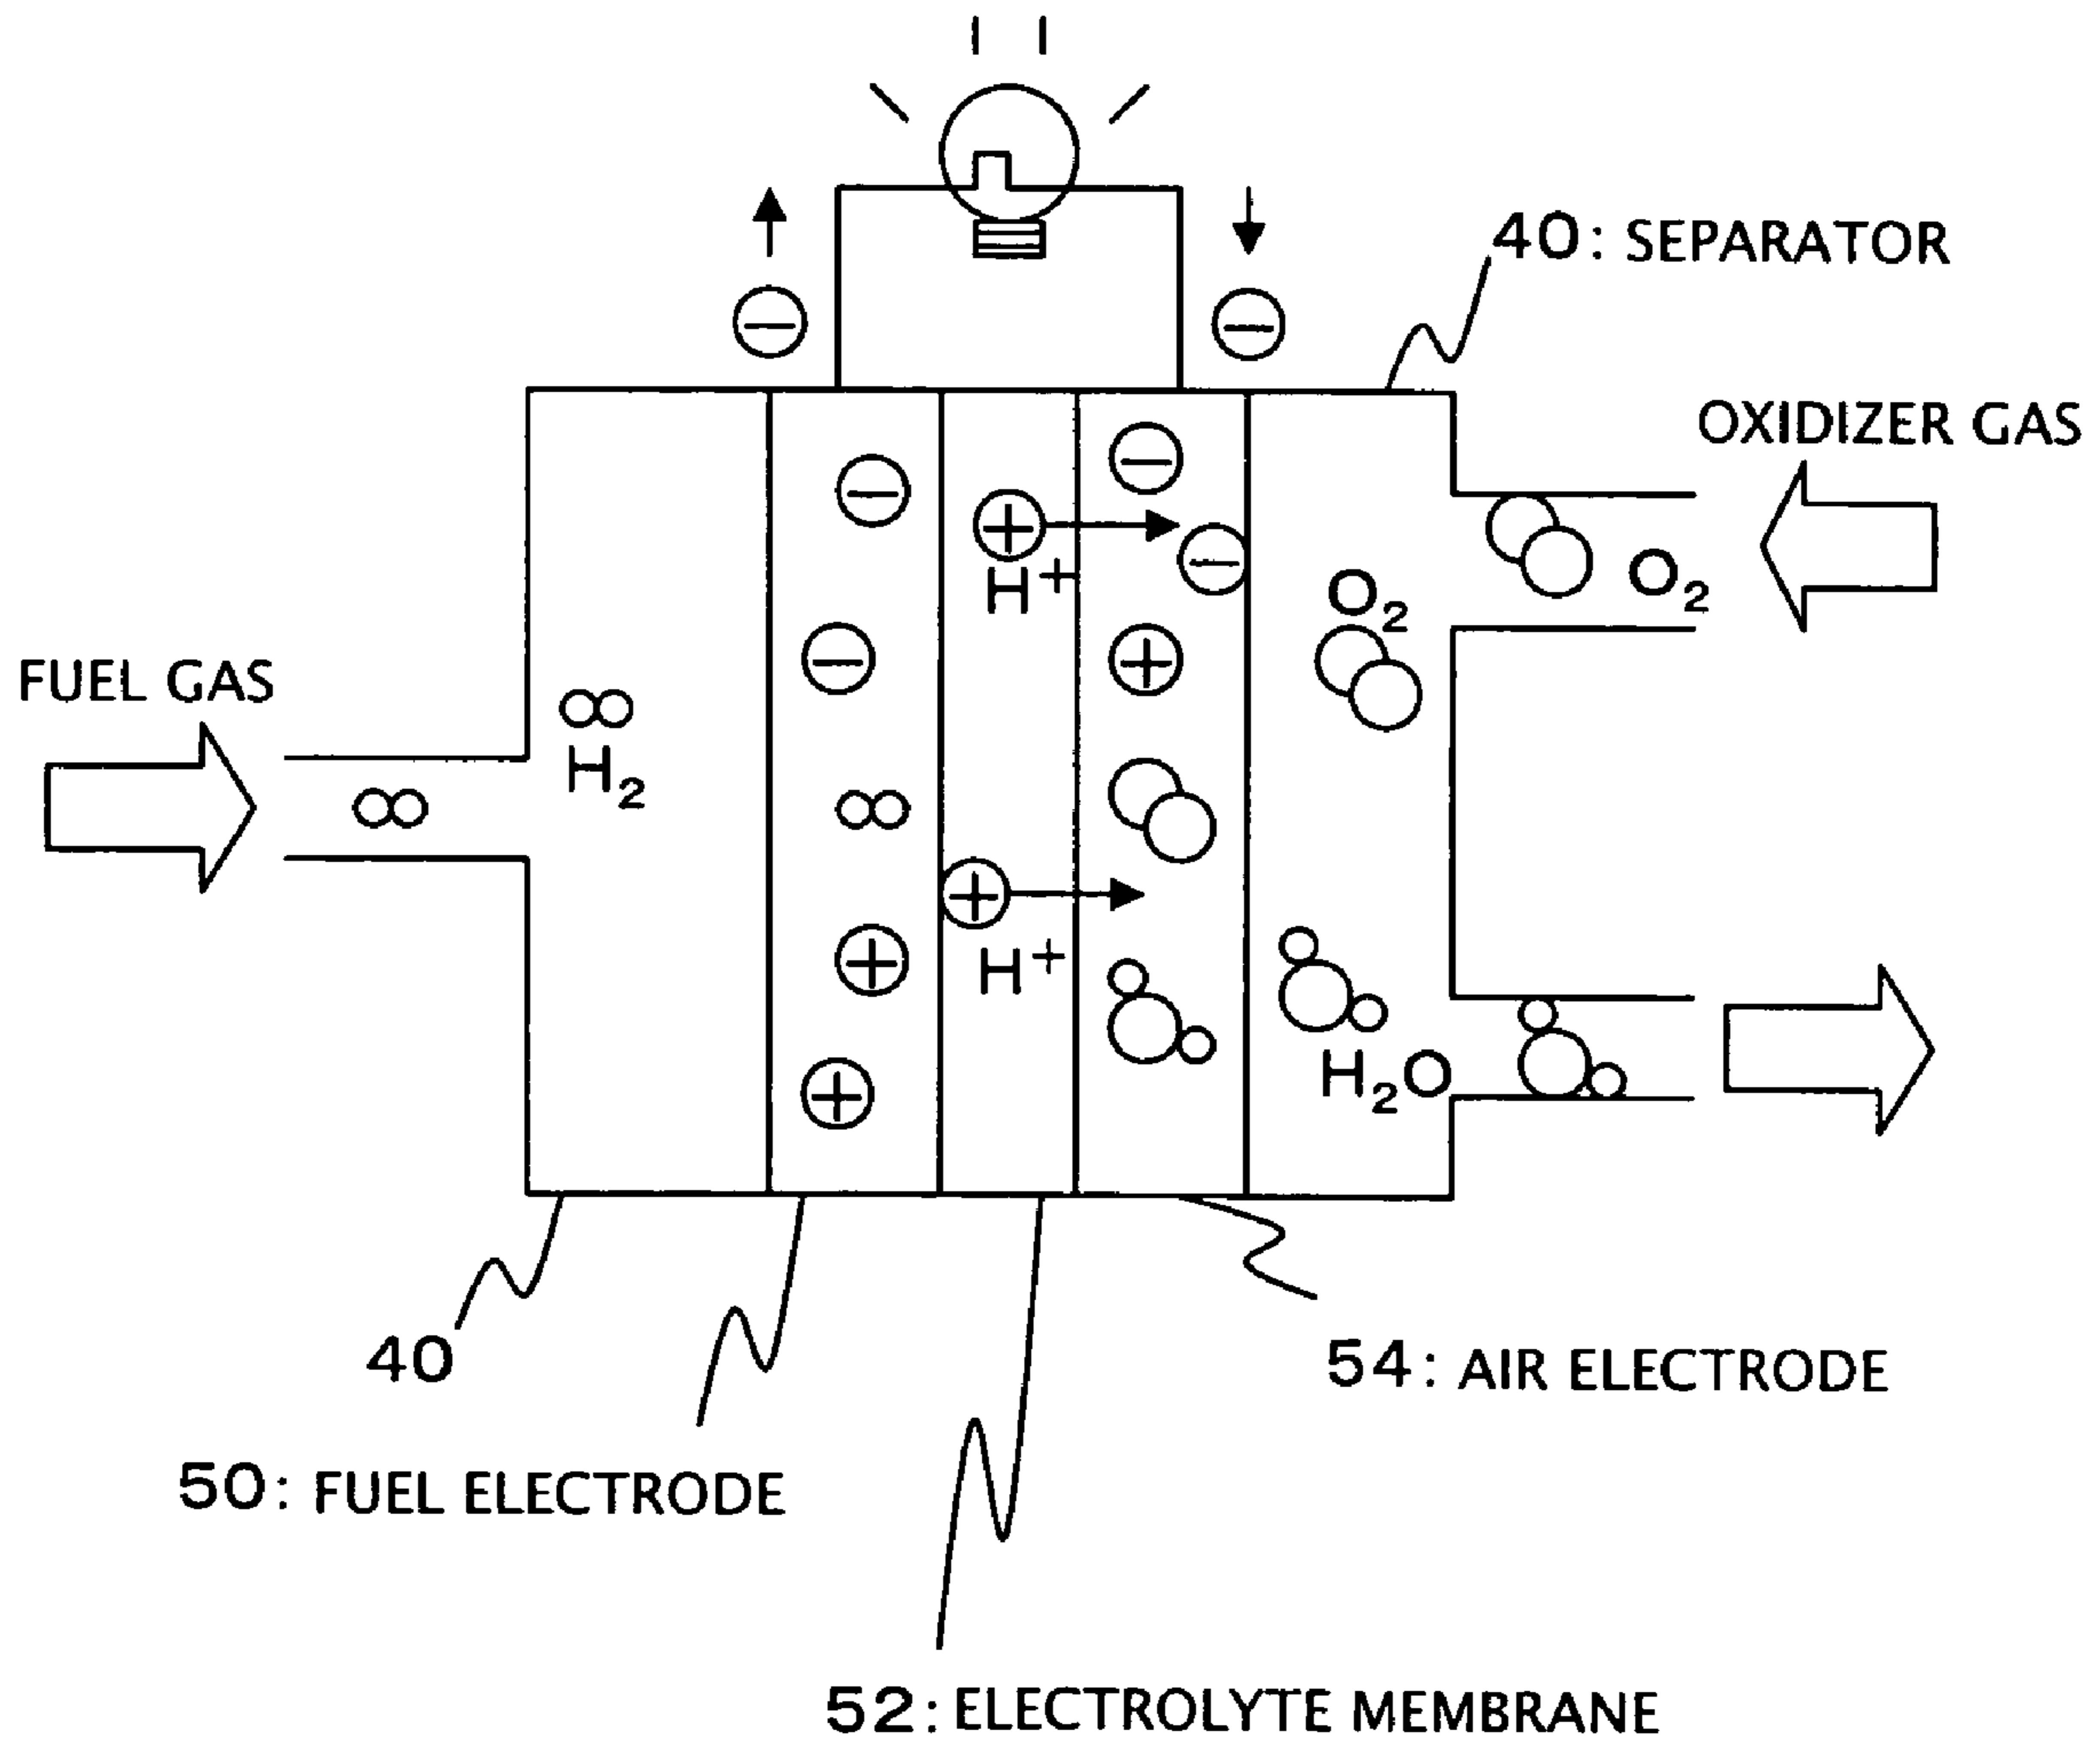 40: SEPARATOR
OXIDIZER GAS
H⁺
O₂
O₂
FUEL GAS
H₂
H⁺
H₂O
40
54: AIR ELECTRODE
50: FUEL ELECTRODE
52: ELECTROLYTE MEMBRANE